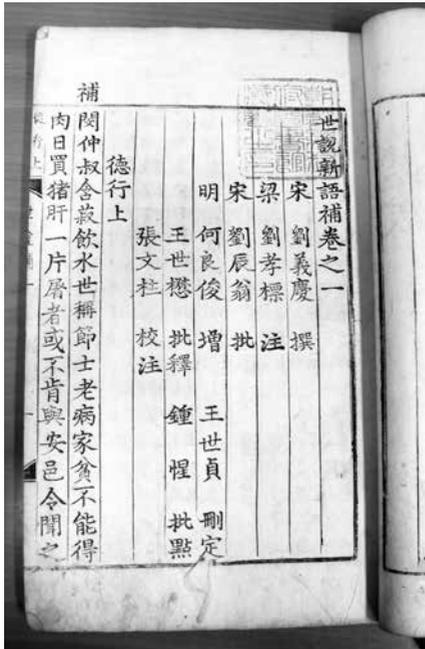 世說新語補卷之一
宋 劉義慶 撰
梁 劉孝標 注
宋 劉辰翁 批
明 何良俊 增 王世貞 刪定
王世懋 批釋 鍾惺 批點
張文柱 校注
德行上
補 閔仲叔含菽飲水世稱節士老病家貧不能得
肉日買猪肝一片屠者或不肯與安邑令聞之
德行上